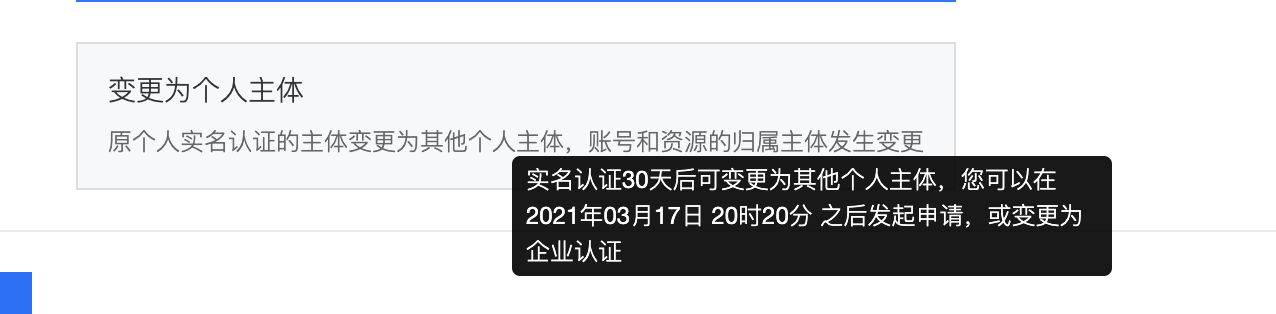 变更为个人主体
原个人实名认证的主体变更为其他个人主体，账号和资源的归属主体发生变更
实名认证30天后可变更为其他个人主体，您可以在
2021年03月17日 20时20分 之后发起申请，或变更为
企业认证